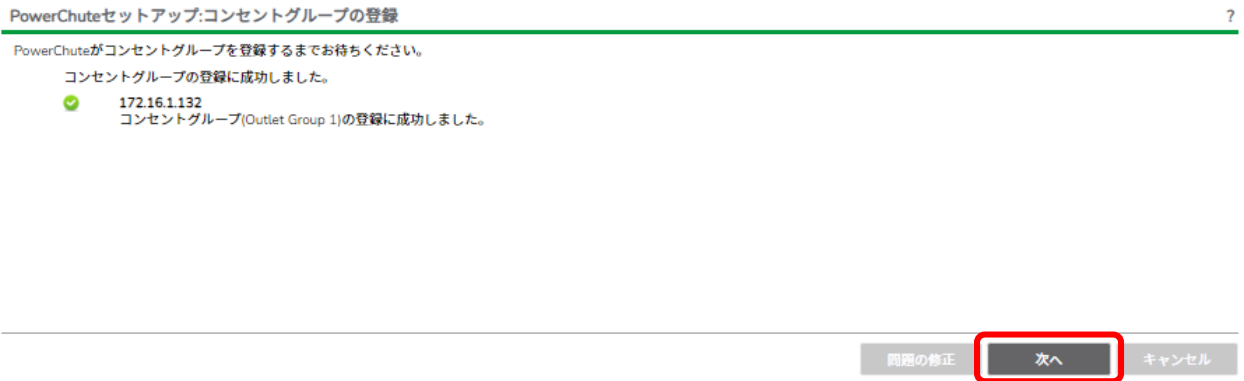 PowerChuteセットアップ:コンセントグループの登録
?
PowerChuteがコンセントグループを登録するまでお待ちください。
コンセントグループの登録に成功しました。
172.16.1.132
コンセントグループ(Outlet Group 1)の登録に成功しました。
問題の修正
次へ
キャンセル